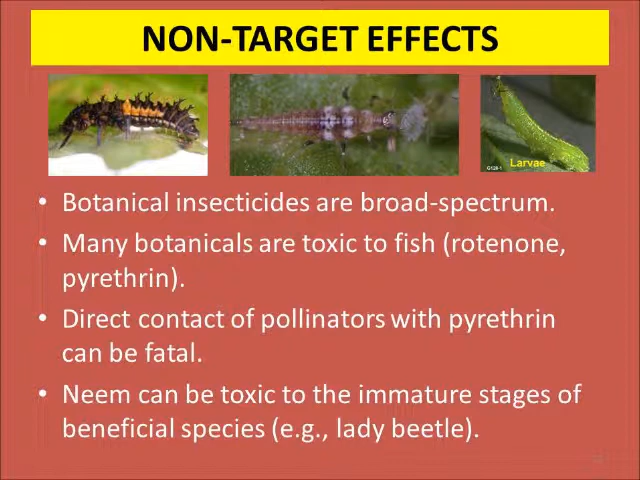 NON-TARGET EFFECTS
Larvae
• Botanical insecticides are broad-spectrum.
• Many botanicals are toxic to fish (rotenone,
pyrethrin).
• Direct contact of pollinators with pyrethrin
can be fatal.
• Neem can be toxic to the immature stages of
beneficial species (e.g., lady beetle).